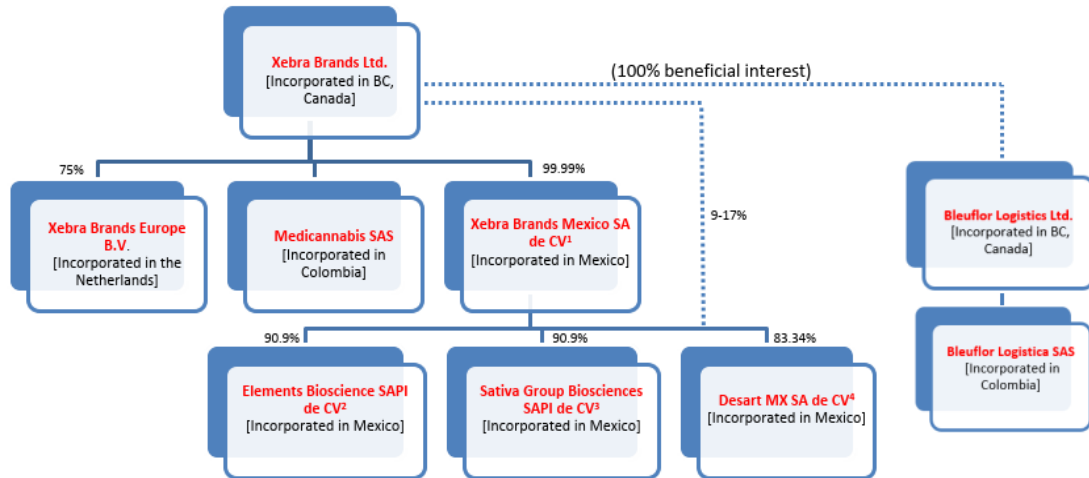 Xebra Brands Ltd.
[Incorporated in BC,
Canada]
(100% beneficial interest)
75%
99.99%
9-17%
Xebra Brands Europe
B.V.
[Incorporated in the
Netherlands]
Medicannabis SAS
[Incorporated in
Colombia]
Xebra Brands Mexico SA
de CV¹
[Incorporated in Mexico]
Bleuflor Logistics Ltd.
[Incorporated in BC,
Canada]
90.9%
90.9%
83.34%
Elements Bioscience SAPI
de CV²
[Incorporated in Mexico]
Sativa Group Biosciences
SAPI de CV³
[Incorporated in Mexico]
Desart MX SA de CV⁴
[Incorporated in Mexico]
Bleuflor Logistica SAS
[Incorporated in
Colombia]